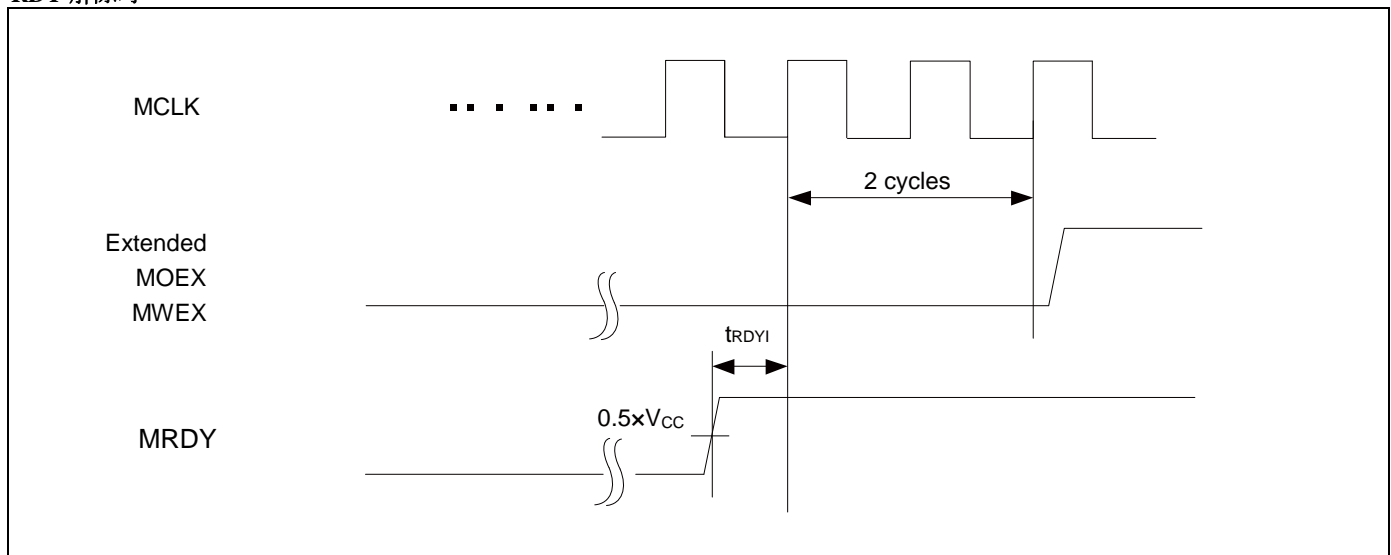 MCLK
2 cycles
Extended
MOEX
MWEX
tRDYI
0.5×VCC
MRDY